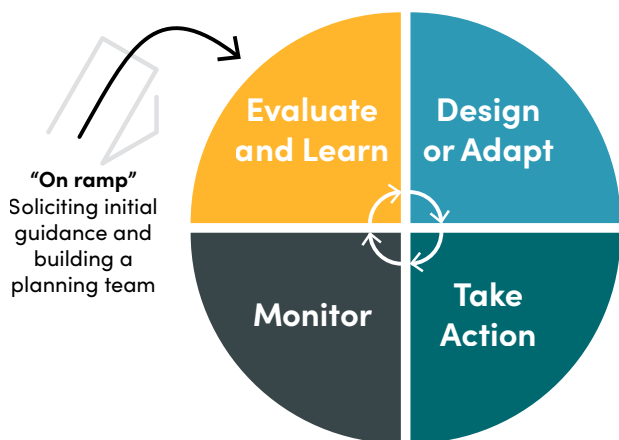 Evaluate
and Learn
Design
or Adapt
“On ramp”
Soliciting initial
guidance and
building a
planning team
Monitor
Take
Action